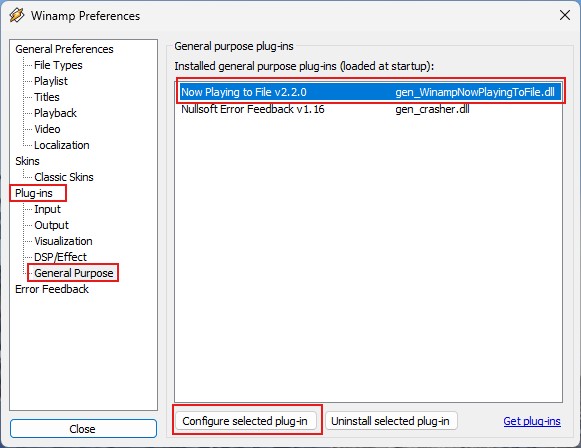 Winamp Preferences
General Preferences
File Types
Playlist
Titles
Playback
Video
Localization
Skins
Classic Skins
Plug-ins
Input
Output
Visualization
DSP/Effect
General Purpose
Error Feedback
Close
General purpose plug-ins
Installed general purpose plug-ins (loaded at startup):
Now Playing to File v2.2.0 gen_WinampNowPlayingToFile.dll
Nullsoft Error Feedback v1.16 gen_crasher.dll
Configure selected plug-in Uninstall selected plug-in Get plug-ins